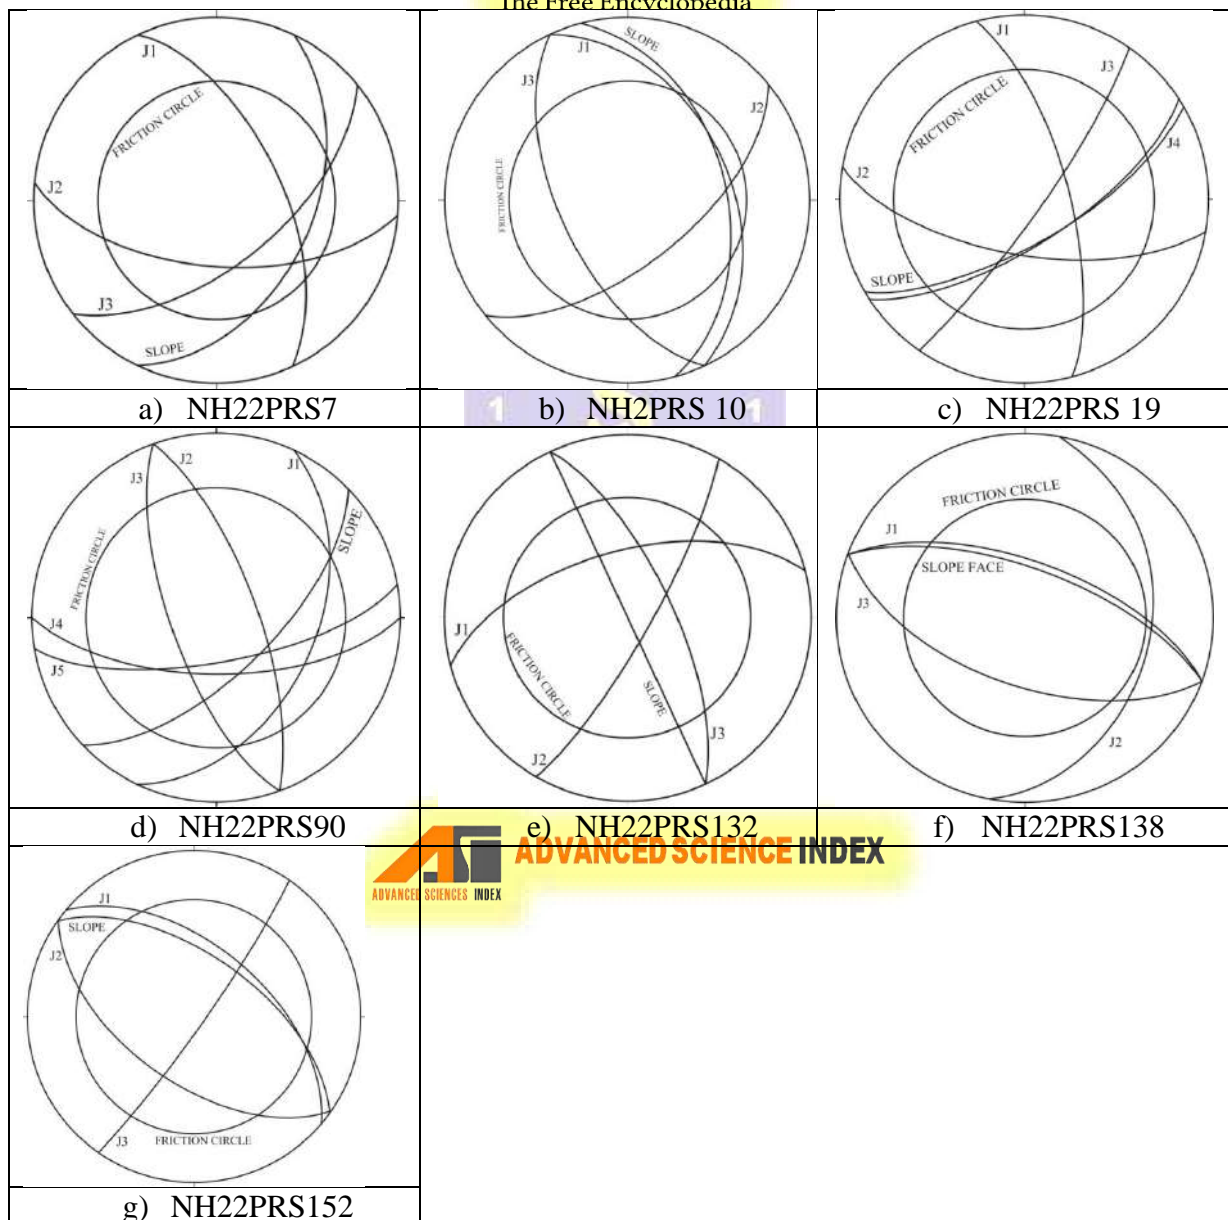 The Free Encyclopedia
J1
FRICTION CIRCLE
J2
J3
SLOPE
a) NH22PRS7
SLOPE
J1
J3
J2
FRICTION CIRCLE
1 1
b) NH2PRS 10
J1
J3
FRICTION CIRCLE
J4
J2
SLOPE
c) NH22PRS 19
J2
J1
J3
SLOPE
FRICTION CIRCLE
J4
J5
d) NH22PRS90
J1
FRICTION CIRCLE
SLOPE
J3
J2
e) NH22PRS132
FRICTION CIRCLE
J1
SLOPE FACE
J3
J2
f) NH22PRS138
ASI
ADVANCED SCIENCES INDEX
ADVANCED SCIENCE INDEX
J1
SLOPE
J2
J3
FRICTION CIRCLE
g) NH22PRS152